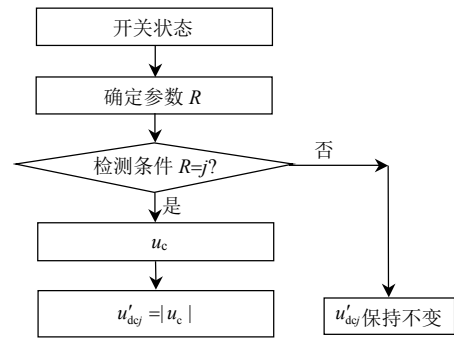 开关状态
确定参数 R
检测条件 R=j?
否
是
u_c
u'_dcj=|u_c|
u'_dcj保持不变